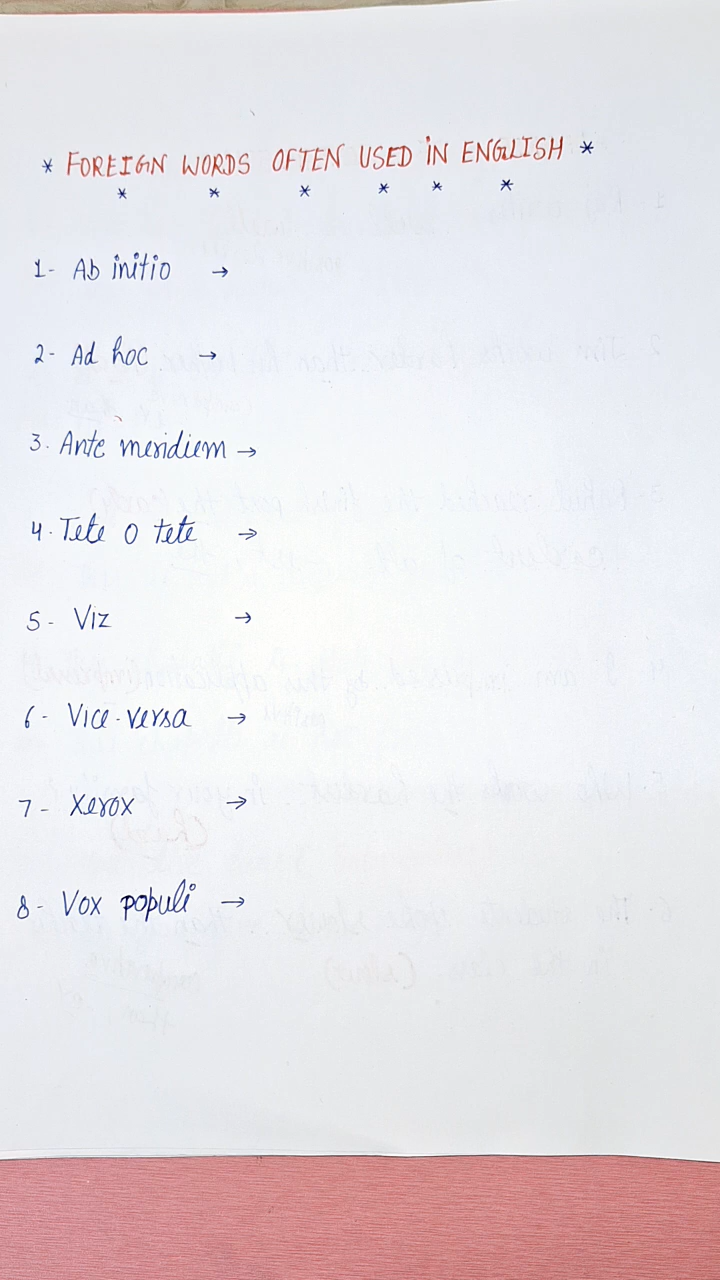 * FOREIGN WORDS OFTEN USED IN ENGLISH *
* * * * * *
1- Ab initio →
2- Ad hoc →
3. Ante meridiem →
4. Tete o tete →
5- Viz →
6- Vice-versa →
7- Xerox →
8- Vox populi →